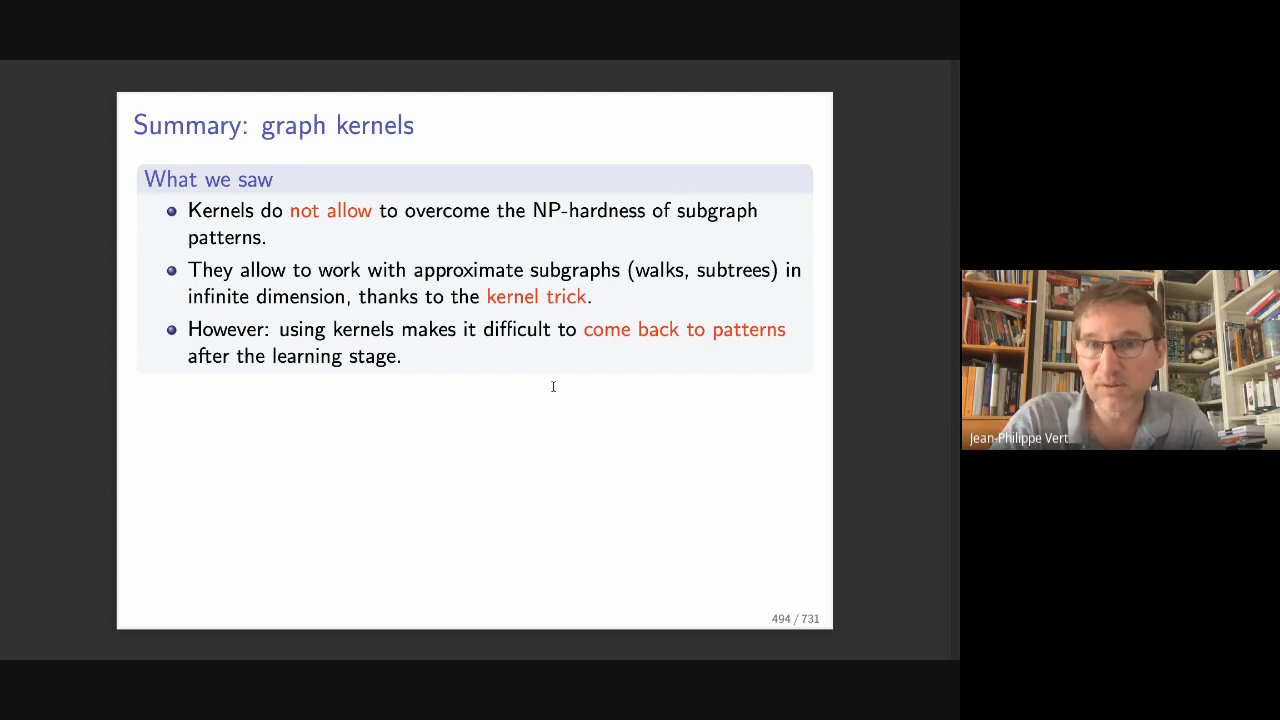 Summary: graph kernels
What we saw
Kernels do not allow to overcome the NP-hardness of subgraph
patterns.
They allow to work with approximate subgraphs (walks, subtrees) in
infinite dimension, thanks to the kernel trick.
However: using kernels makes it difficult to come back to patterns
after the learning stage.
494 / 731
Jean-Philippe Vert